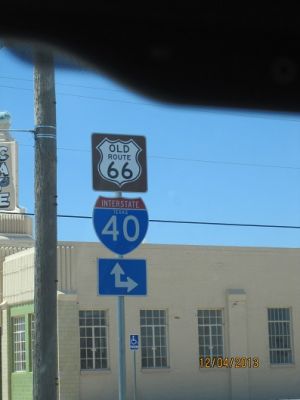 OLD
ROUTE
66
INTERSTATE
TEXAS
40
12/04/2013